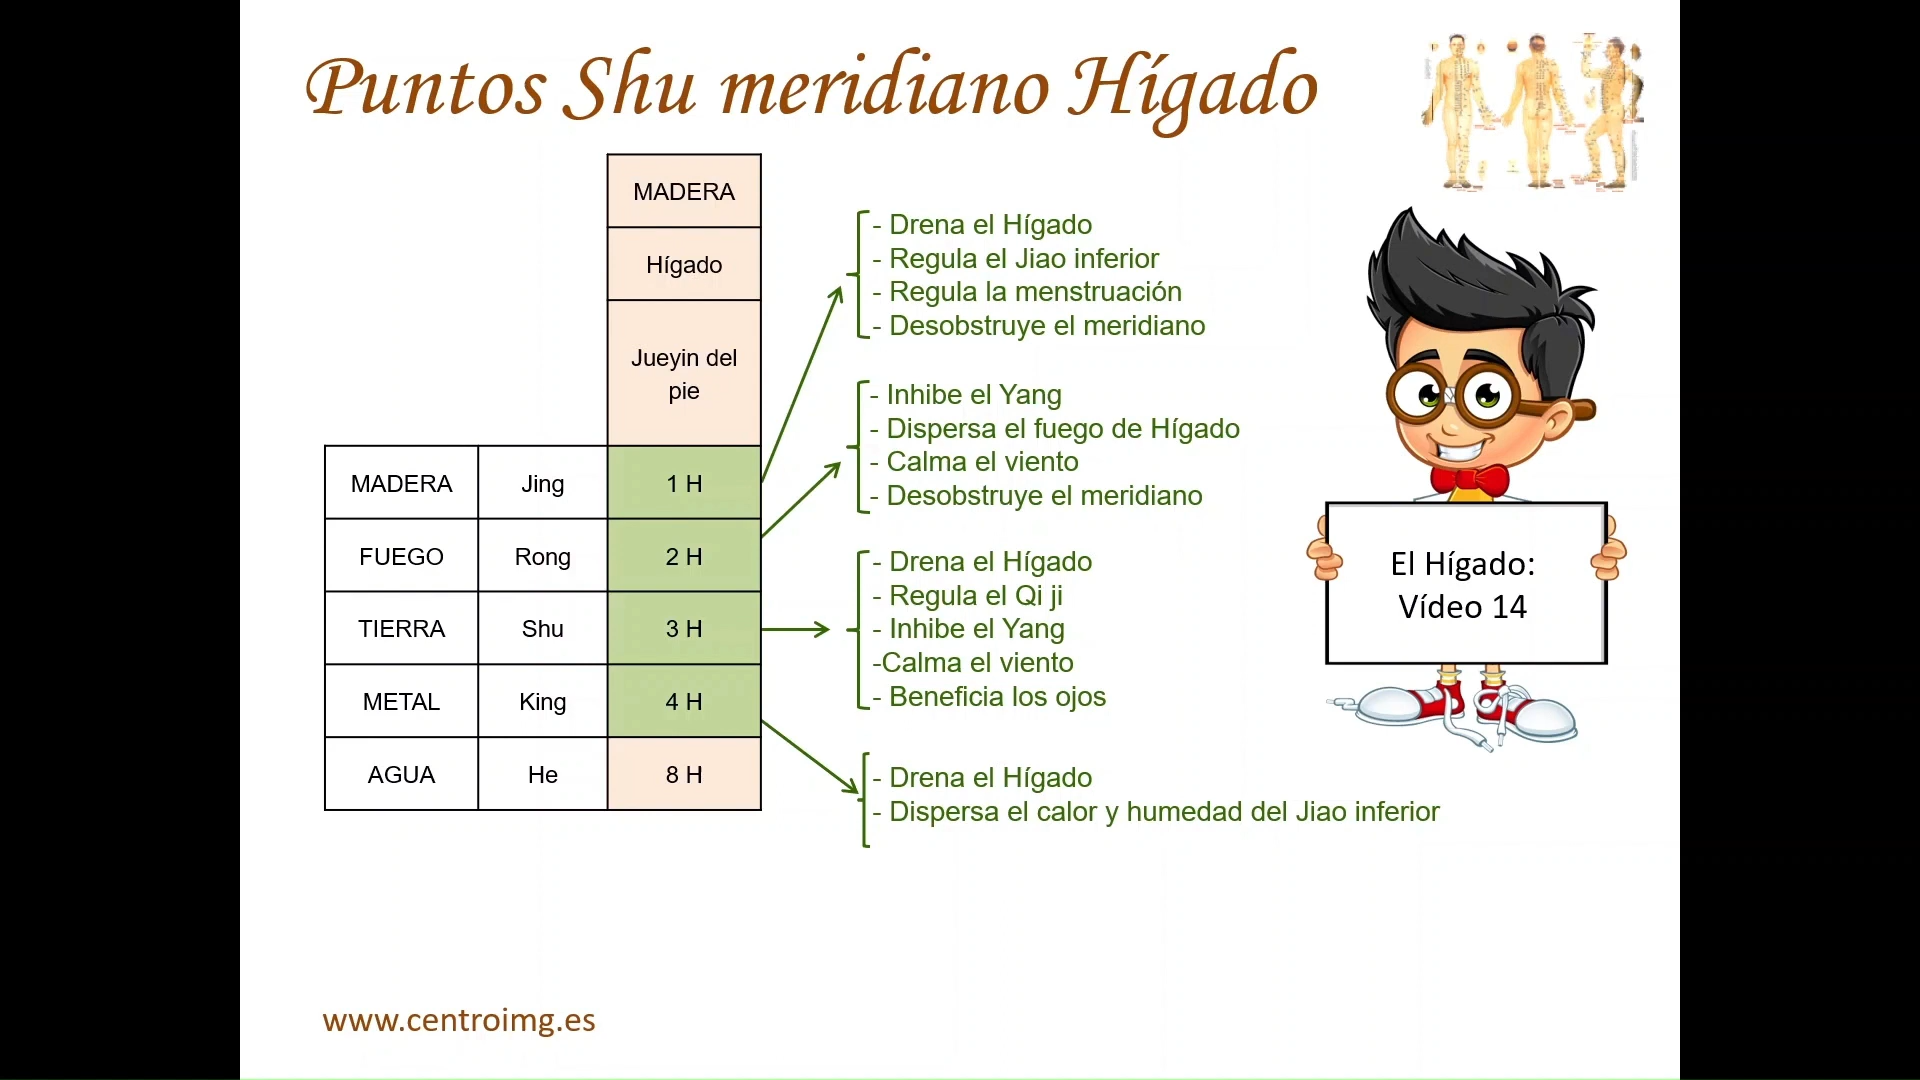 Puntos Shu meridiano Hígado
MADERA
Hígado
Jueyin del
pie
MADERA Jing 1 H
FUEGO Rong 2 H
TIERRA Shu 3 H
METAL King 4 H
AGUA He 8 H
- Drena el Hígado
- Regula el Jiao inferior
- Regula la menstruación
- Desobstruye el meridiano
- Inhibe el Yang
- Dispersa el fuego de Hígado
- Calma el viento
- Desobstruye el meridiano
- Drena el Hígado
- Regula el Qi ji
- Inhibe el Yang
-Calma el viento
- Beneficia los ojos
- Drena el Hígado
- Dispersa el calor y humedad del Jiao inferior
El Hígado:
Vídeo 14
www.centroimg.es